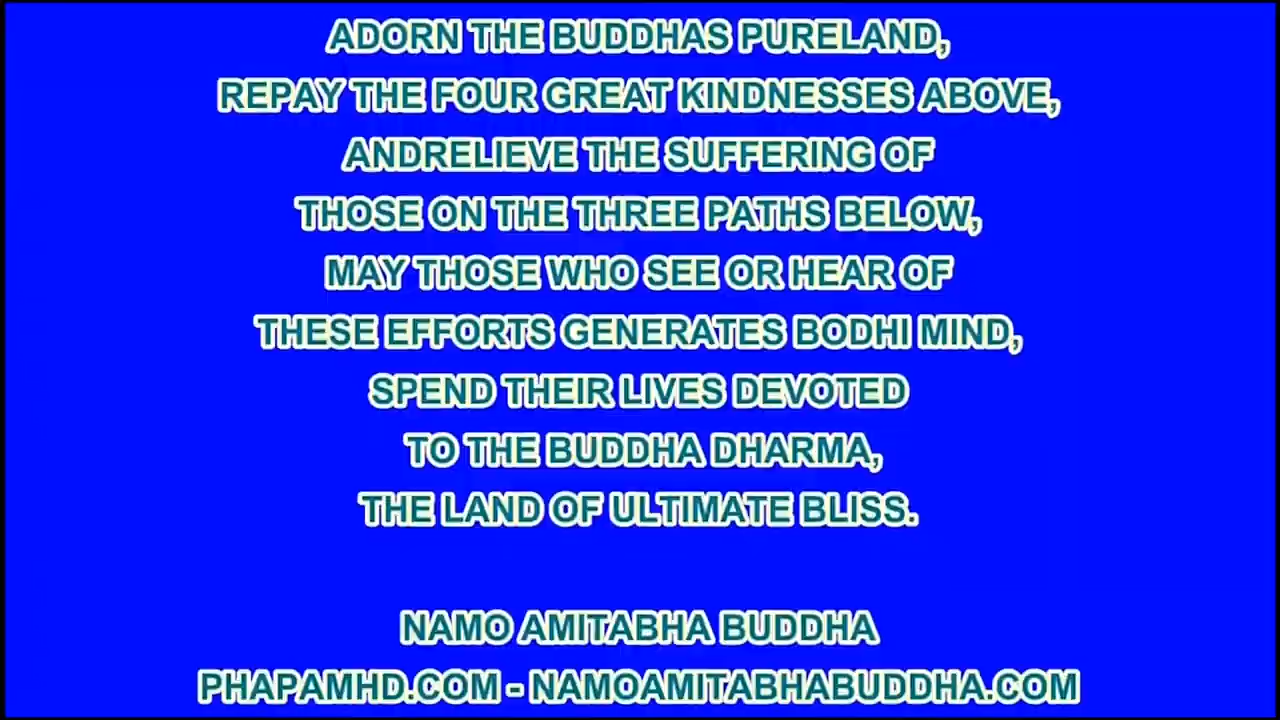 ADORN THE BUDDHAS PURELAND,
REPAY THE FOUR GREAT KINDNESSES ABOVE,
ANDRELIEVE THE SUFFERING OF
THOSE ON THE THREE PATHS BELOW,
MAY THOSE WHO SEE OR HEAR OF
THESE EFFORTS GENERATES BODHI MIND,
SPEND THEIR LIVES DEVOTED
TO THE BUDDHA DHARMA,
THE LAND OF ULTIMATE BLISS.
NAMO AMITABHA BUDDHA
PHAPAMHD.COM - NAMOAMITABHABUDDHA.COM